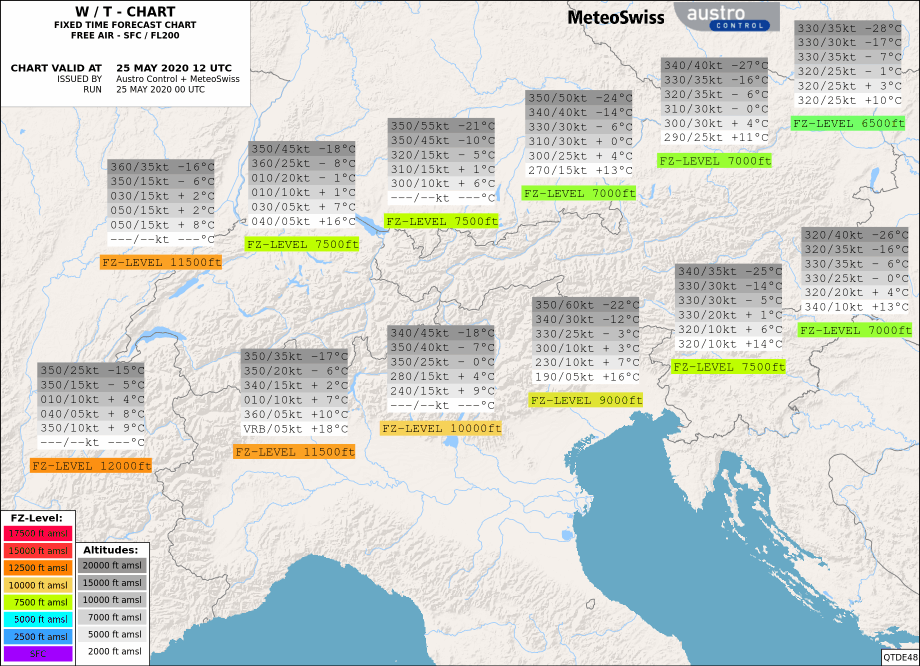 W / T - CHART
FIXED TIME FORECAST CHART
FREE AIR - SFC / FL200
CHART VALID AT 25 MAY 2020 12 UTC
ISSUED BY Austro Control + MeteoSwiss
RUN 25 MAY 2020 00 UTC
MeteoSwiss
austro
CONTROL
330/35kt -28°C
330/30kt -17°C
330/35kt - 7°C
320/25kt - 1°C
320/25kt + 3°C
320/25kt +10°C
FZ-LEVEL 6500ft
340/40kt -27°C
330/35kt -16°C
320/35kt - 6°C
310/30kt - 0°C
300/30kt + 4°C
290/25kt +11°C
FZ-LEVEL 7000ft
350/50kt -24°C
340/40kt -14°C
330/30kt - 6°C
310/30kt + 0°C
300/25kt + 4°C
270/15kt +13°C
FZ-LEVEL 7000ft
350/55kt -21°C
350/45kt -10°C
320/15kt - 5°C
310/15kt + 1°C
300/10kt + 6°C
---/--kt ---°C
FZ-LEVEL 7500ft
350/45kt -18°C
360/25kt - 8°C
010/20kt - 1°C
010/10kt + 1°C
030/05kt + 7°C
040/05kt +16°C
FZ-LEVEL 7500ft
360/35kt -16°C
350/15kt - 6°C
030/15kt + 2°C
050/15kt + 2°C
050/15kt + 8°C
---/--kt ---°C
FZ-LEVEL 11500ft
320/40kt -26°C
320/35kt -16°C
330/35kt - 6°C
330/25kt - 0°C
320/20kt + 4°C
340/10kt +13°C
FZ-LEVEL 7000ft
340/35kt -25°C
330/30kt -14°C
330/30kt - 5°C
330/20kt + 1°C
320/10kt + 6°C
320/10kt +14°C
FZ-LEVEL 7500ft
350/60kt -22°C
340/30kt -12°C
330/25kt - 3°C
300/10kt + 3°C
230/10kt + 7°C
190/05kt +16°C
FZ-LEVEL 9000ft
340/45kt -18°C
350/40kt - 7°C
350/25kt - 0°C
280/15kt + 4°C
240/15kt + 9°C
---/--kt ---°C
FZ-LEVEL 10000ft
350/35kt -17°C
350/20kt - 6°C
340/15kt + 2°C
010/10kt + 7°C
360/05kt +10°C
VRB/05kt +18°C
FZ-LEVEL 11500ft
350/25kt -15°C
350/15kt - 5°C
010/10kt + 4°C
040/05kt + 8°C
350/10kt + 9°C
---/--kt ---°C
FZ-LEVEL 12000ft
FZ-Level:
17500 ft amsl
15000 ft amsl
12500 ft amsl
10000 ft amsl
7500 ft amsl
5000 ft amsl
2500 ft amsl
SFC
Altitudes:
20000 ft amsl
15000 ft amsl
10000 ft amsl
7000 ft amsl
5000 ft amsl
2000 ft amsl
QTDE48